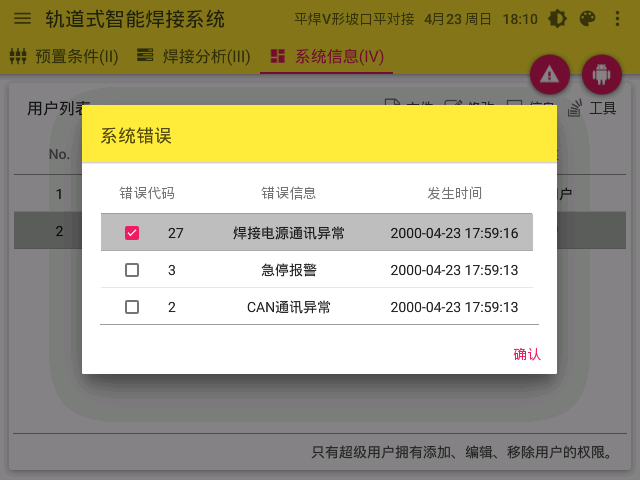 轨道式智能焊接系统 平焊V形坡口平对接 4月23 周日 18:10
预置条件(II) 焊接分析(III) 系统信息(IV)
用户列表 文件 修改 信息 工具
No.
1 户
2
系统错误
错误代码 错误信息 发生时间
27 焊接电源通讯异常 2000-04-23 17:59:16
3 急停报警 2000-04-23 17:59:13
2 CAN通讯异常 2000-04-23 17:59:13
确认
只有超级用户拥有添加、编辑、移除用户的权限。